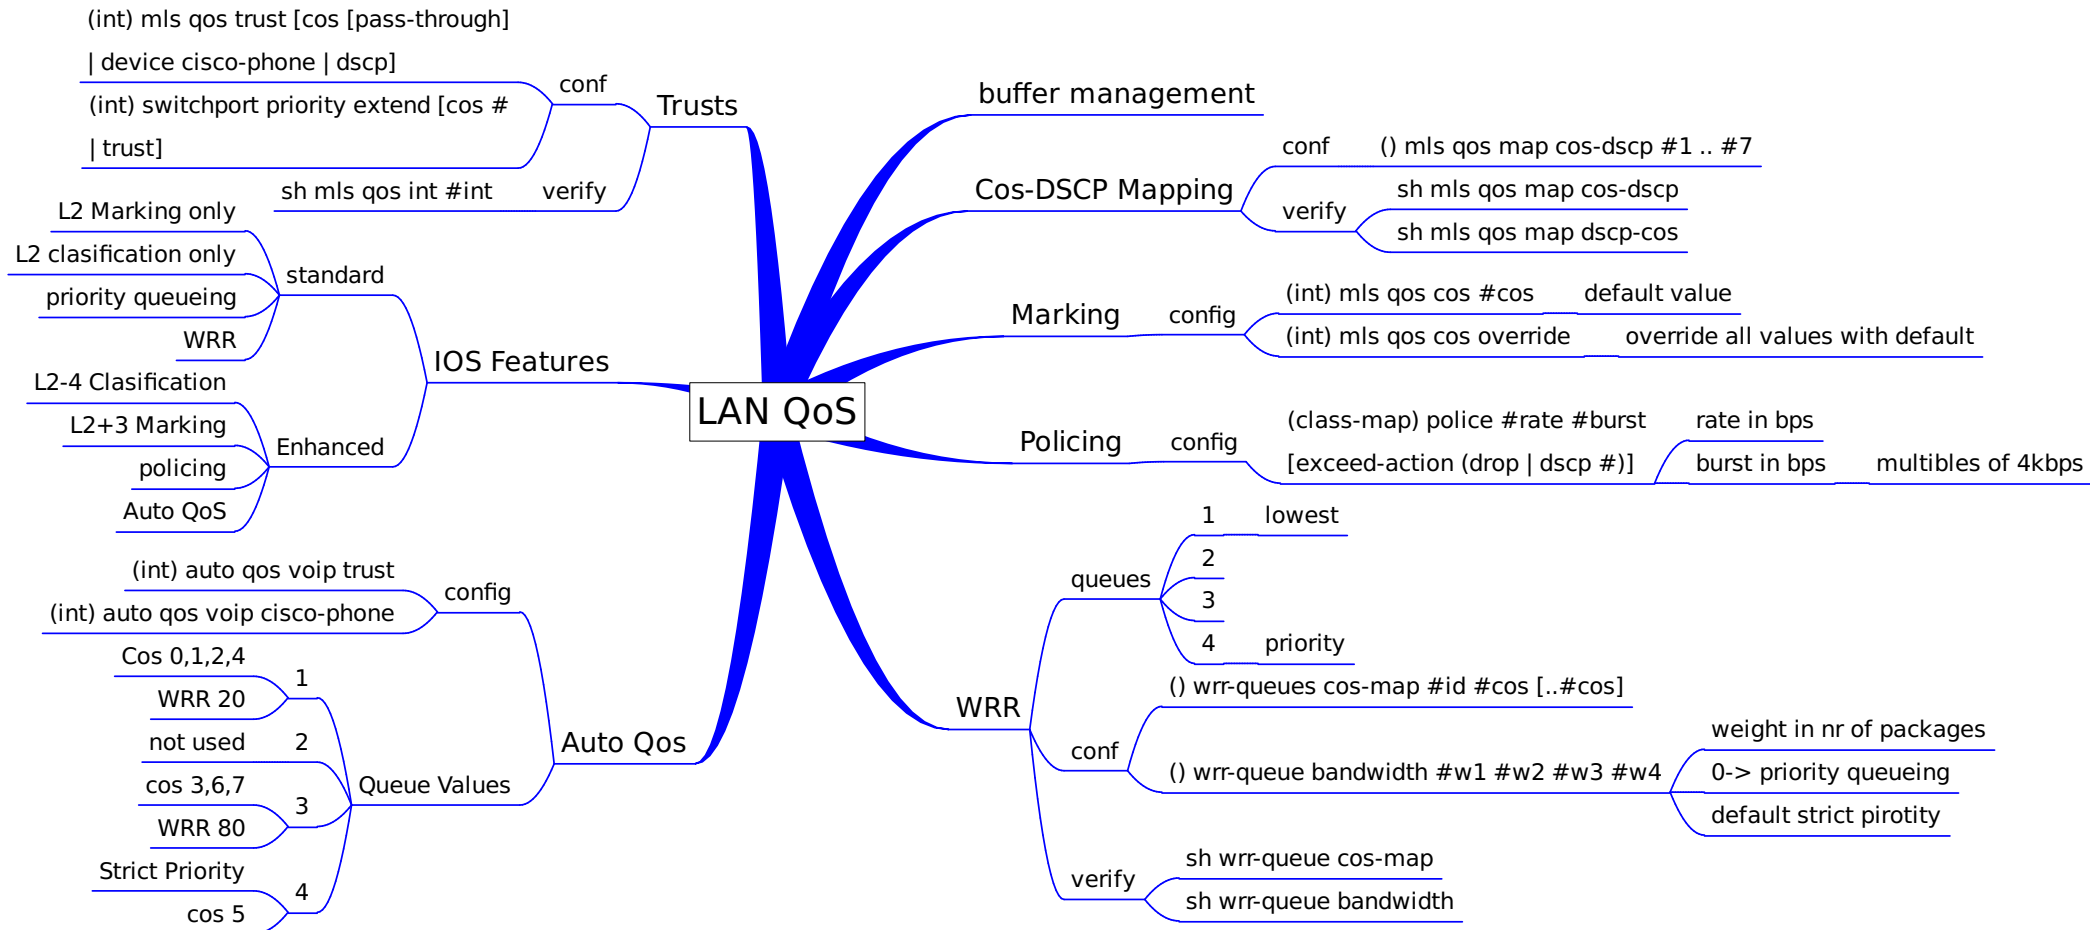 (int) mls qos trust [cos [pass-through]
| device cisco-phone | dscp]
(int) switchport priority extend [cos #
| trust]
conf
Trusts
sh mls qos int #int
verify
L2 Marking only
L2 clasification only
priority queueing
WRR
standard
IOS Features
L2-4 Clasification
L2+3 Marking
policing
Auto QoS
Enhanced
(int) auto qos voip trust
(int) auto qos voip cisco-phone
config
Auto Qos
Cos 0,1,2,4
WRR 20
1
not used
2
cos 3,6,7
WRR 80
3
Strict Priority
cos 5
4
Queue Values
LAN QoS
buffer management
Cos-DSCP Mapping
conf
() mls qos map cos-dscp #1 .. #7
verify
sh mls qos map cos-dscp
sh mls qos map dscp-cos
Marking
config
(int) mls qos cos #cos
default value
(int) mls qos cos override
override all values with default
Policing
config
(class-map) police #rate #burst
[exceed-action (drop | dscp #)]
rate in bps
burst in bps
multibles of 4kbps
WRR
queues
1
lowest
2
3
4
priority
conf
() wrr-queues cos-map #id #cos [..#cos]
() wrr-queue bandwidth #w1 #w2 #w3 #w4
weight in nr of packages
0-> priority queueing
default strict pirotity
verify
sh wrr-queue cos-map
sh wrr-queue bandwidth